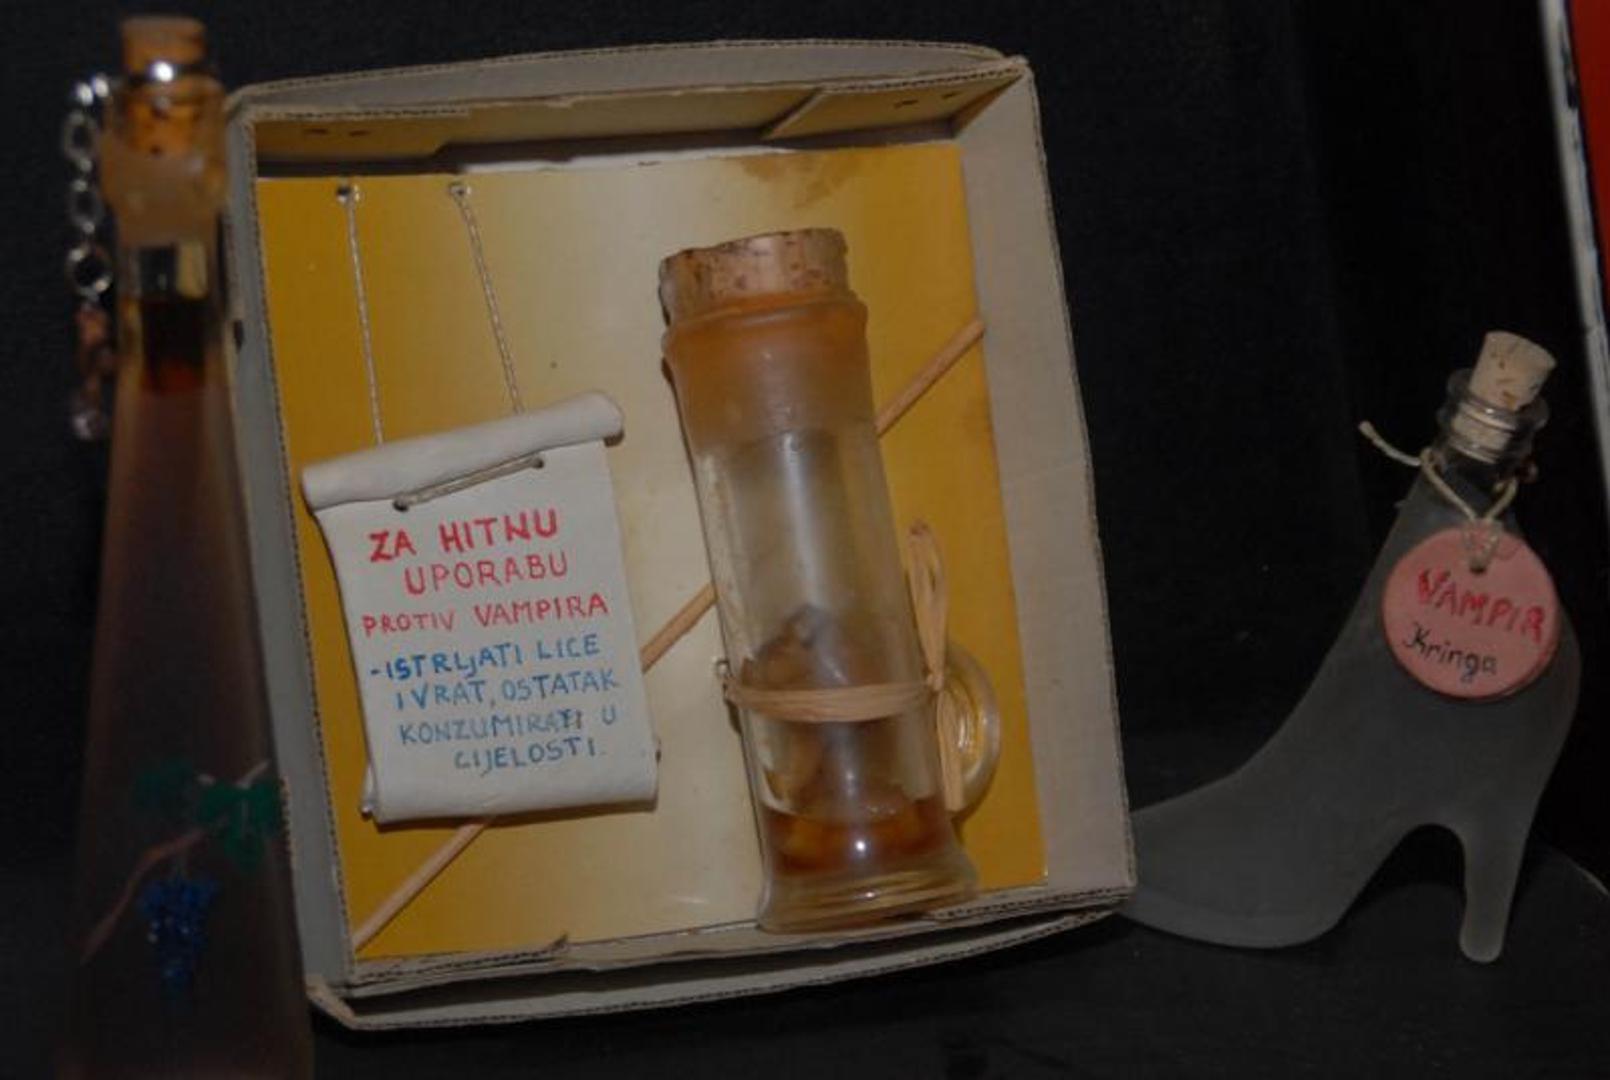 ZA HITNU
UPORABU
PROTIV VAMPIRA
-ISTRLJATI LICE
I VRAT, OSTATAK
KONZUMIRATI U
CIJELOSTI.
VAMPIR
Kringa